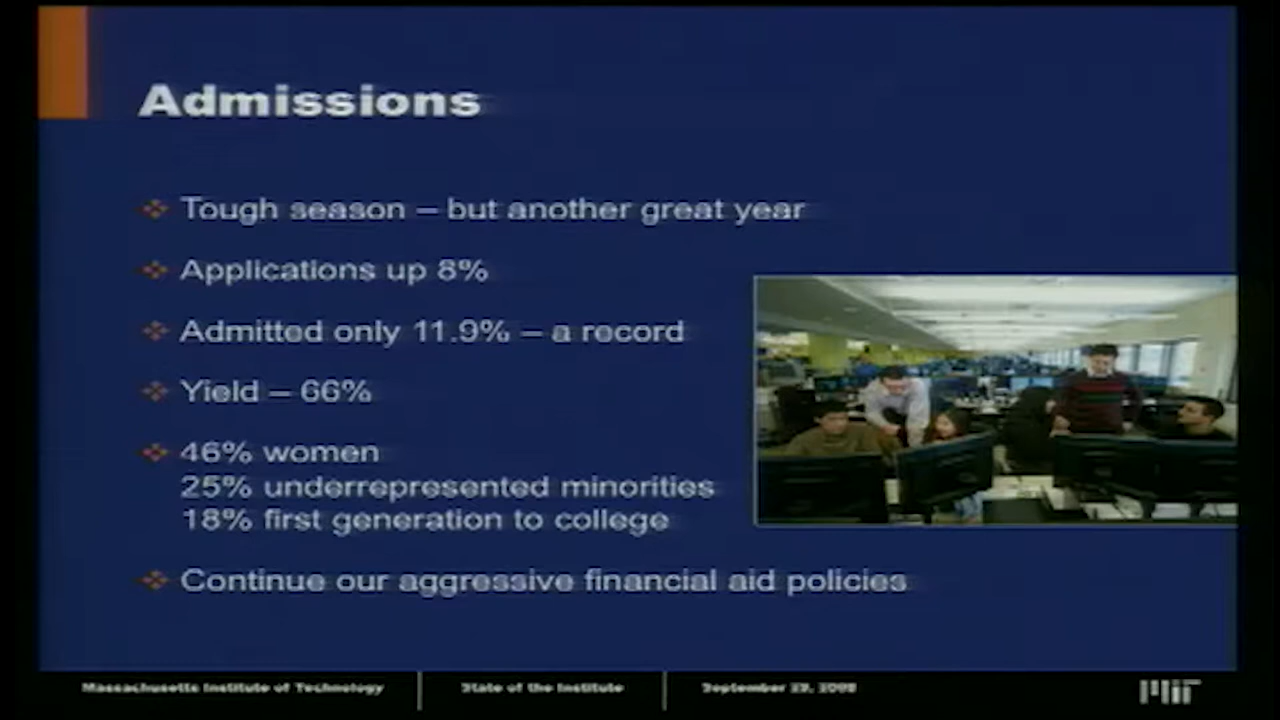 Admissions
Tough season – but another great year
Applications up 8%
Admitted only 11.9% – a record
Yield – 66%
46% women
25% underrepresented minorities
18% first generation to college
Continue our aggressive financial aid policies
Massachusetts Institute of Technology
State of the Institute
September
MIT